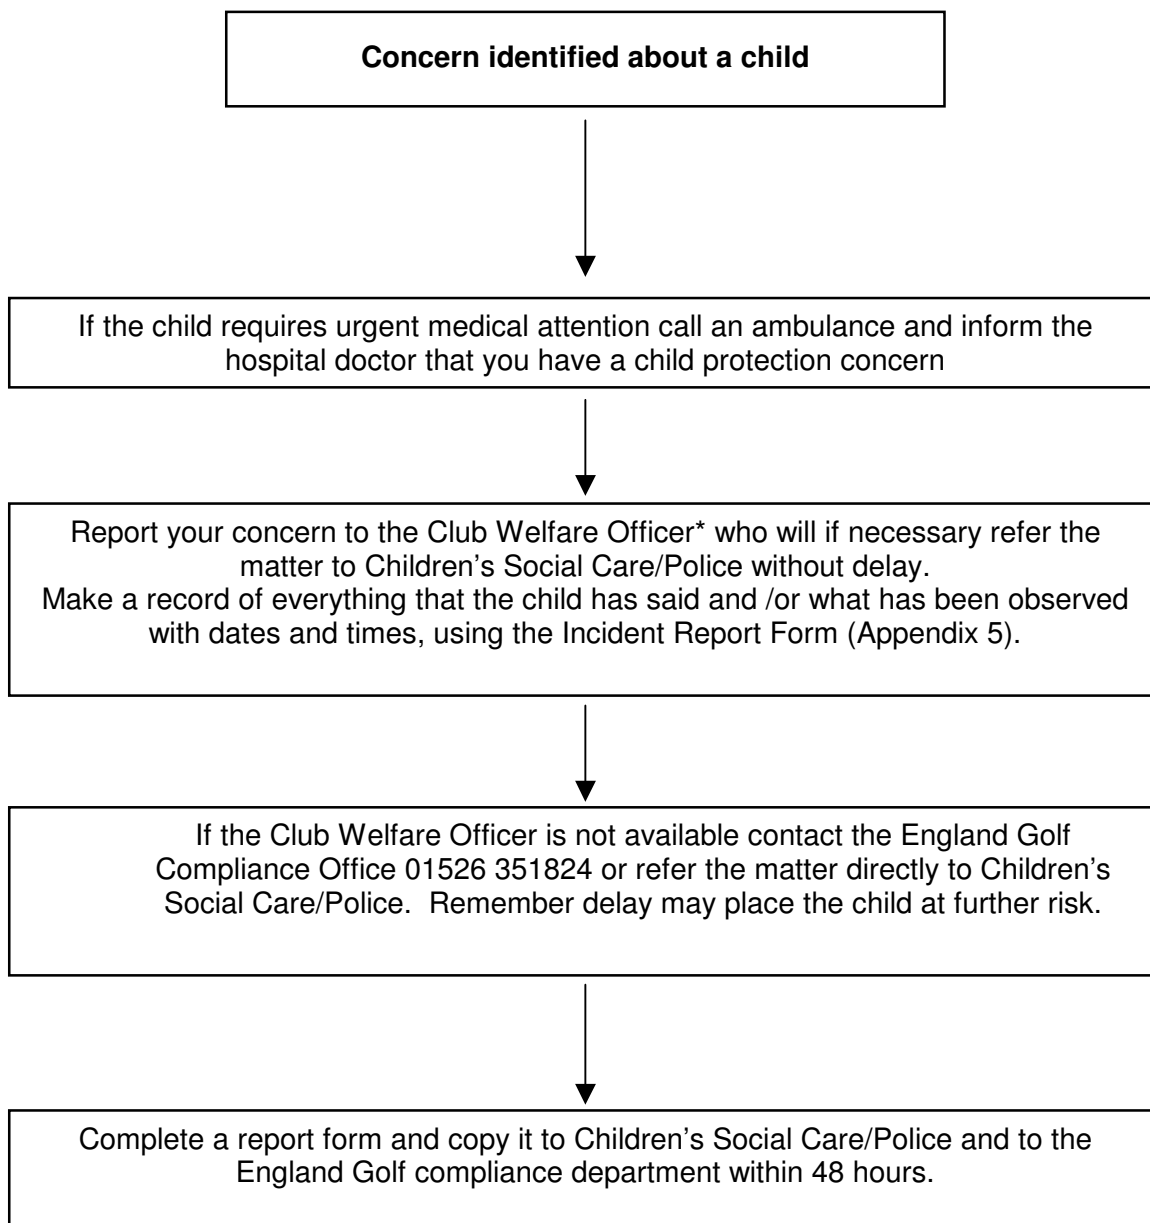 Concern identified about a child
If the child requires urgent medical attention call an ambulance and inform the
hospital doctor that you have a child protection concern
Report your concern to the Club Welfare Officer* who will if necessary refer the
matter to Children’s Social Care/Police without delay.
Make a record of everything that the child has said and /or what has been observed
with dates and times, using the Incident Report Form (Appendix 5).
If the Club Welfare Officer is not available contact the England Golf
Compliance Office 01526 351824 or refer the matter directly to Children’s
Social Care/Police.  Remember delay may place the child at further risk.
Complete a report form and copy it to Children’s Social Care/Police and to the
England Golf compliance department within 48 hours.